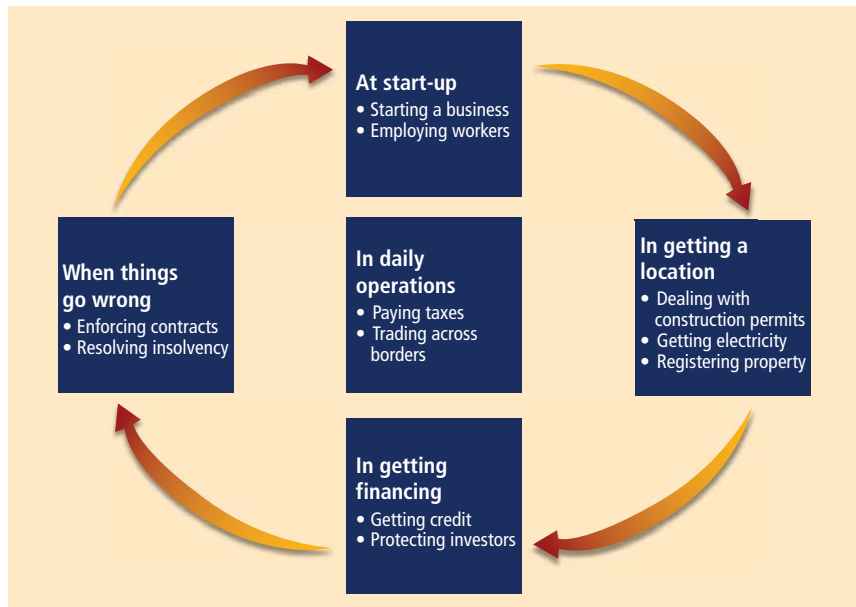 At start-up
• Starting a business
• Employing workers
In getting a
location
• Dealing with
construction permits
• Getting electricity
• Registering property
In daily
operations
• Paying taxes
• Trading across
borders
In getting
financing
• Getting credit
• Protecting investors
When things
go wrong
• Enforcing contracts
• Resolving insolvency